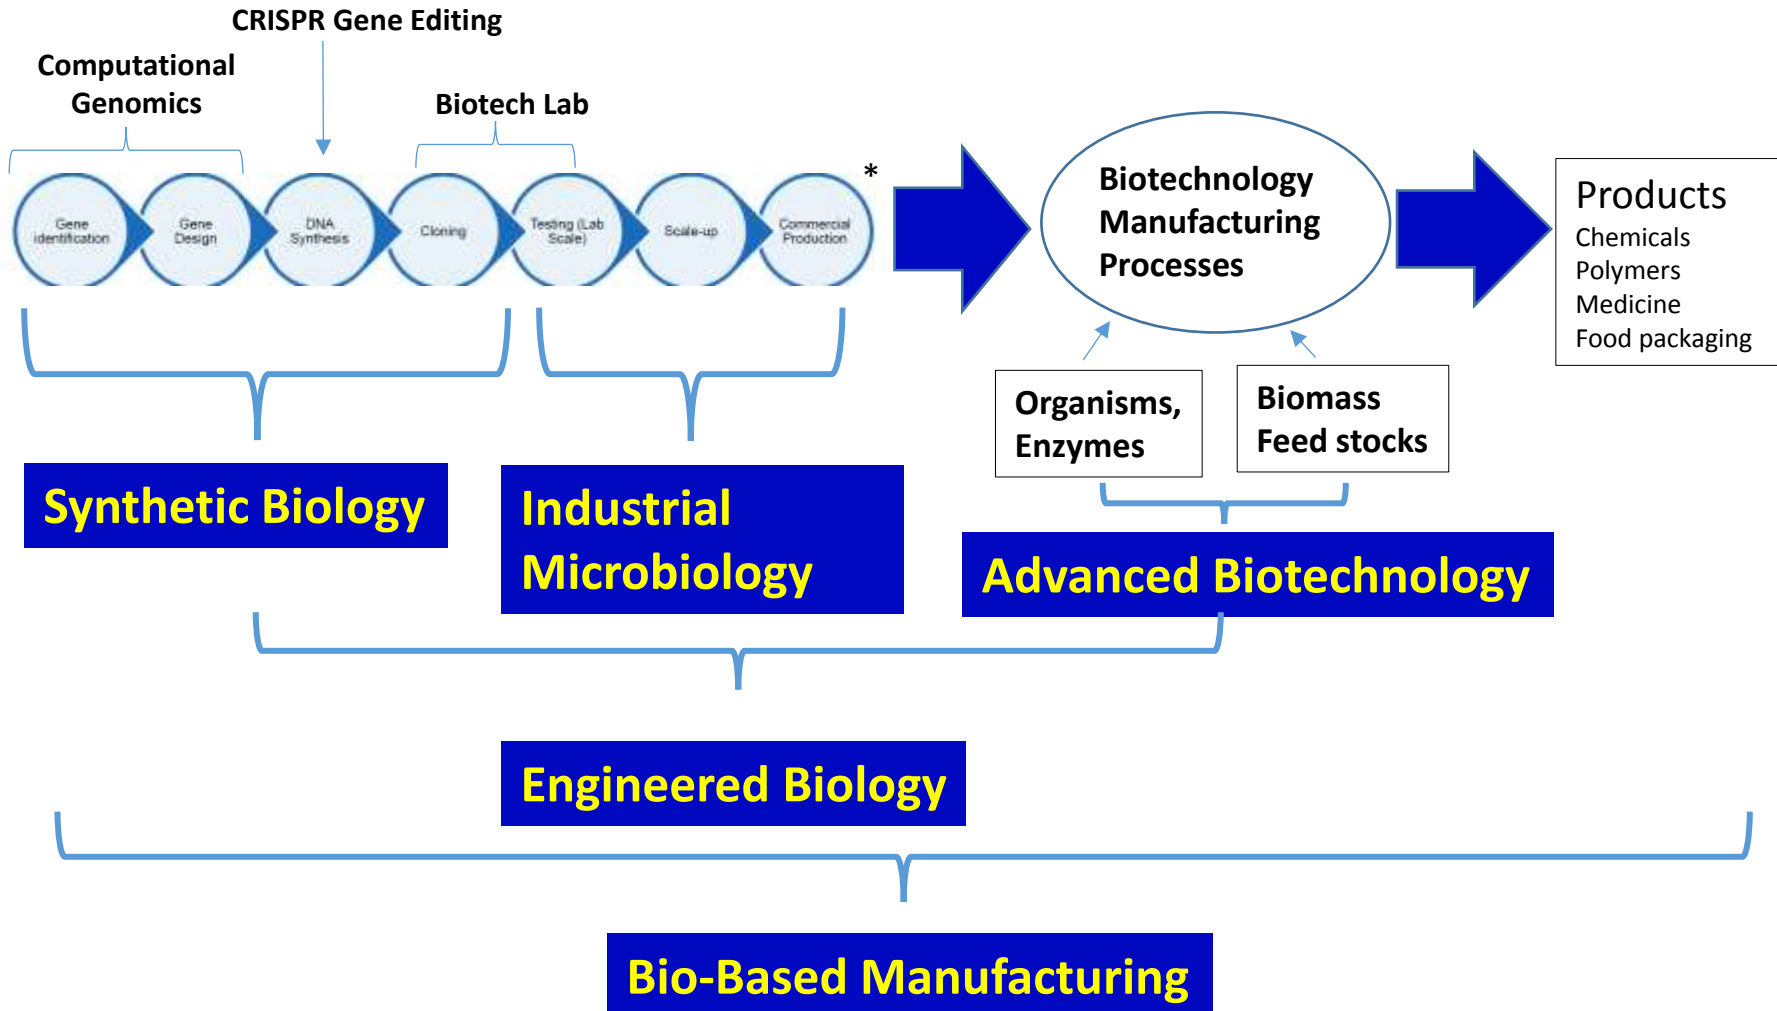 CRISPR Gene Editing
Computational
Genomics
Biotech Lab
Gene
identification
Gene
Design
DNA
Synthesis
Cloning
Testing (Lab
Scale)
Scale-up
Commercial
Production
*
Biotechnology
Manufacturing
Processes
Products
Chemicals
Polymers
Medicine
Food packaging
Organisms,
Enzymes
Biomass
Feed stocks
Synthetic Biology
Industrial
Microbiology
Advanced Biotechnology
Engineered Biology
Bio-Based Manufacturing